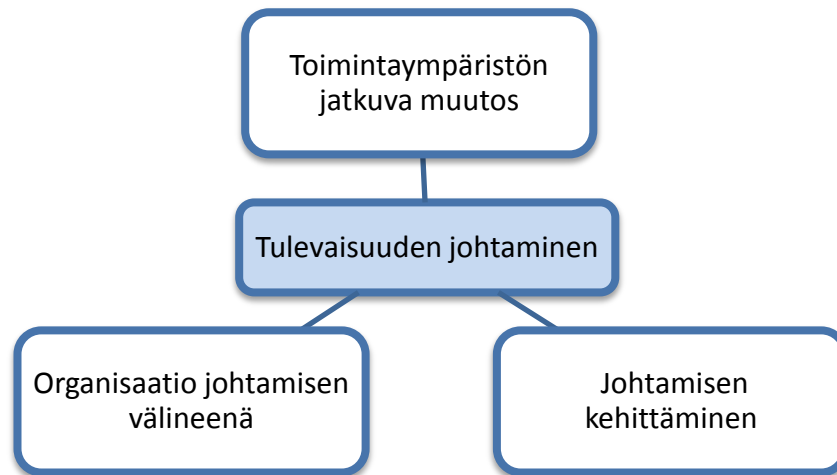 Toimintaympäristön
jatkuva muutos
Tulevaisuuden johtaminen
Organisaatio johtamisen
välineenä
Johtamisen
kehittäminen